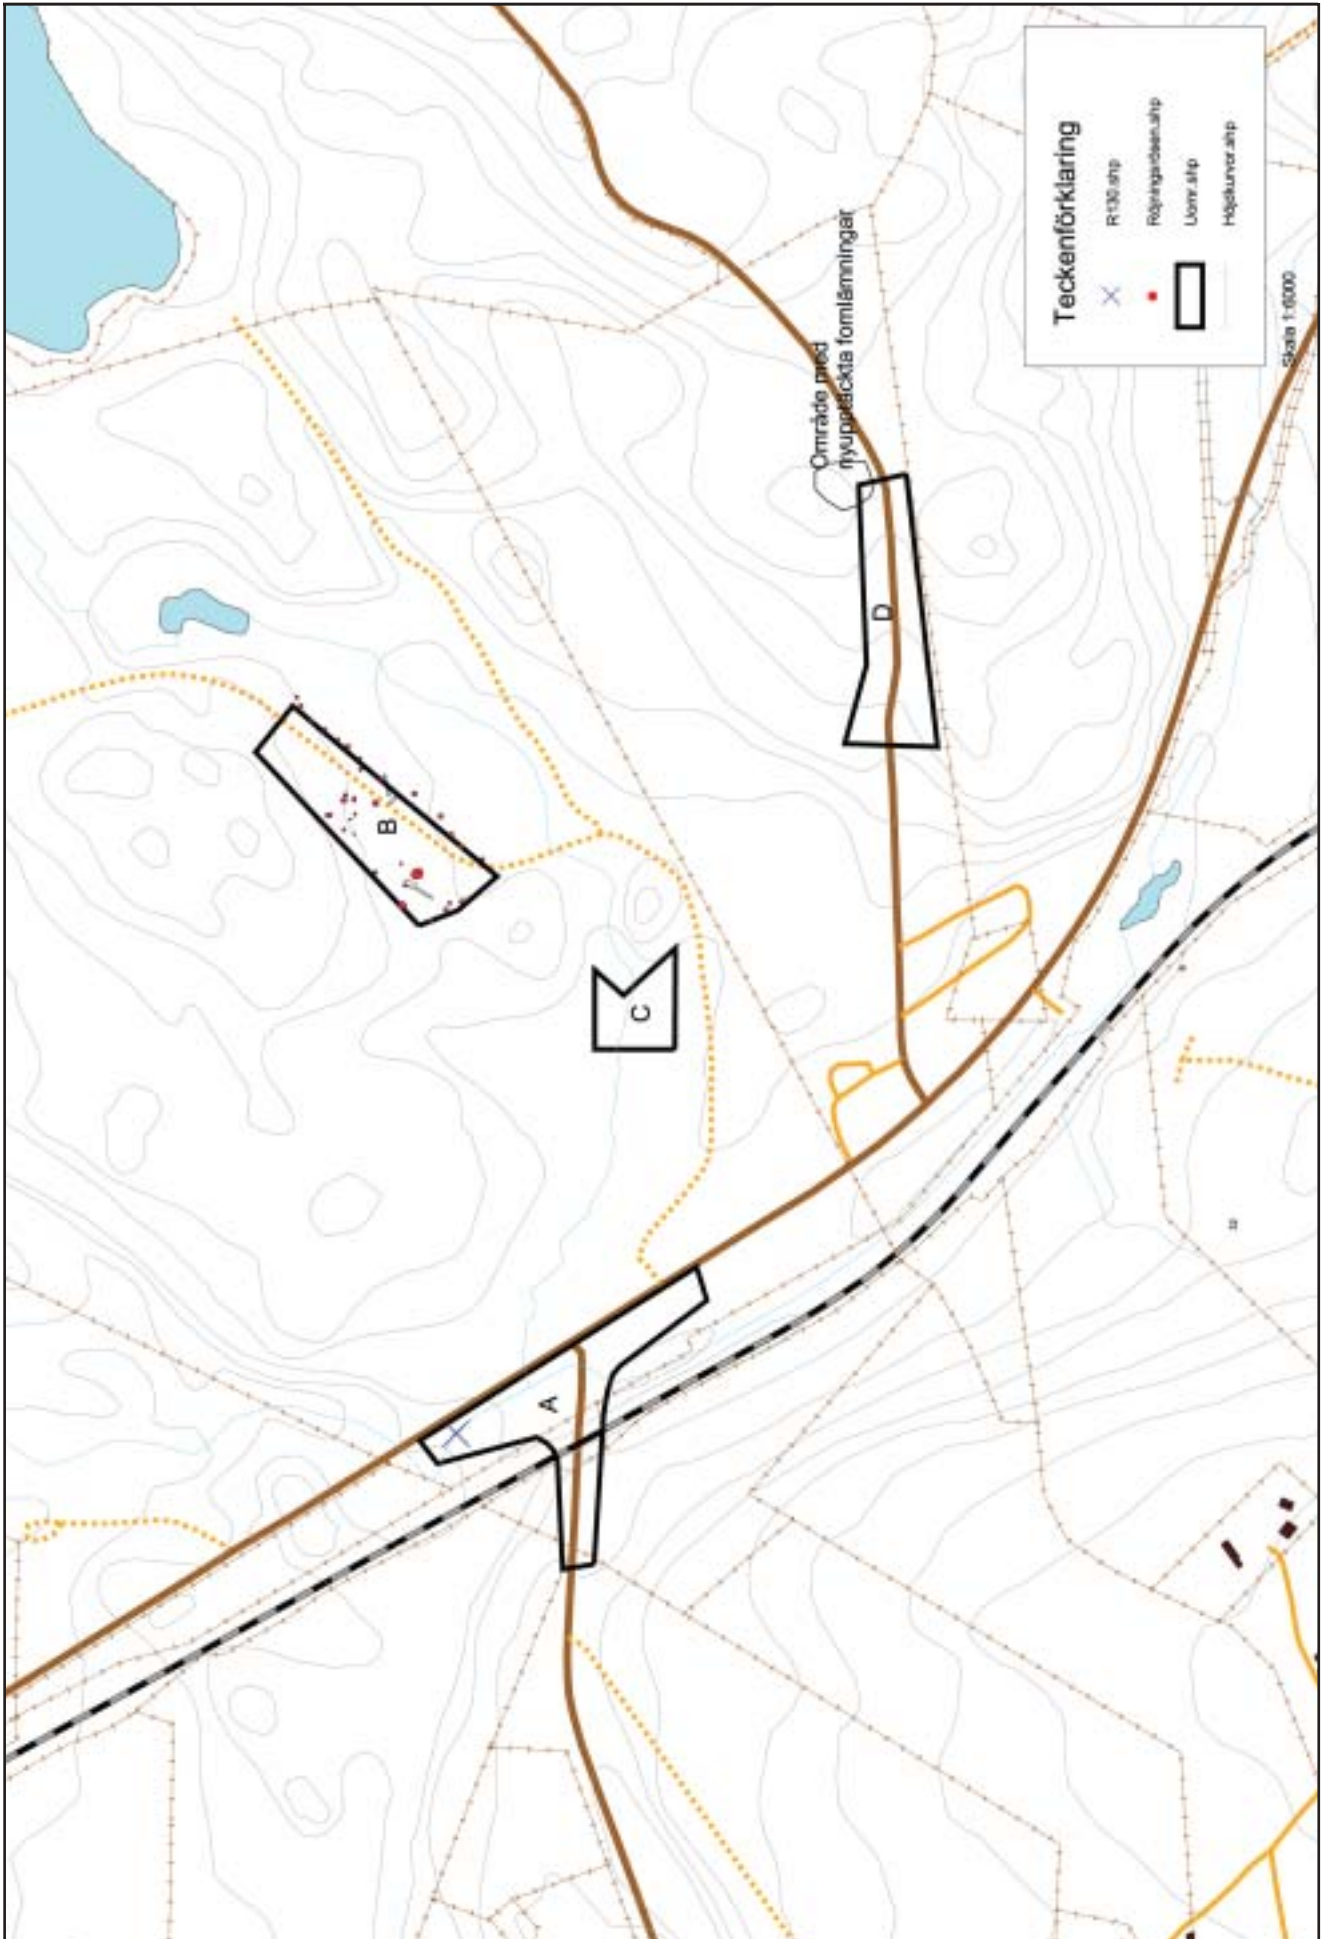 Teckenförklaring
R130.shp
Uomr.shp
Höjdkurvor.shp
Skala 1:6000
Område med
nyupptäckta fornlämningar
A
B
C
D